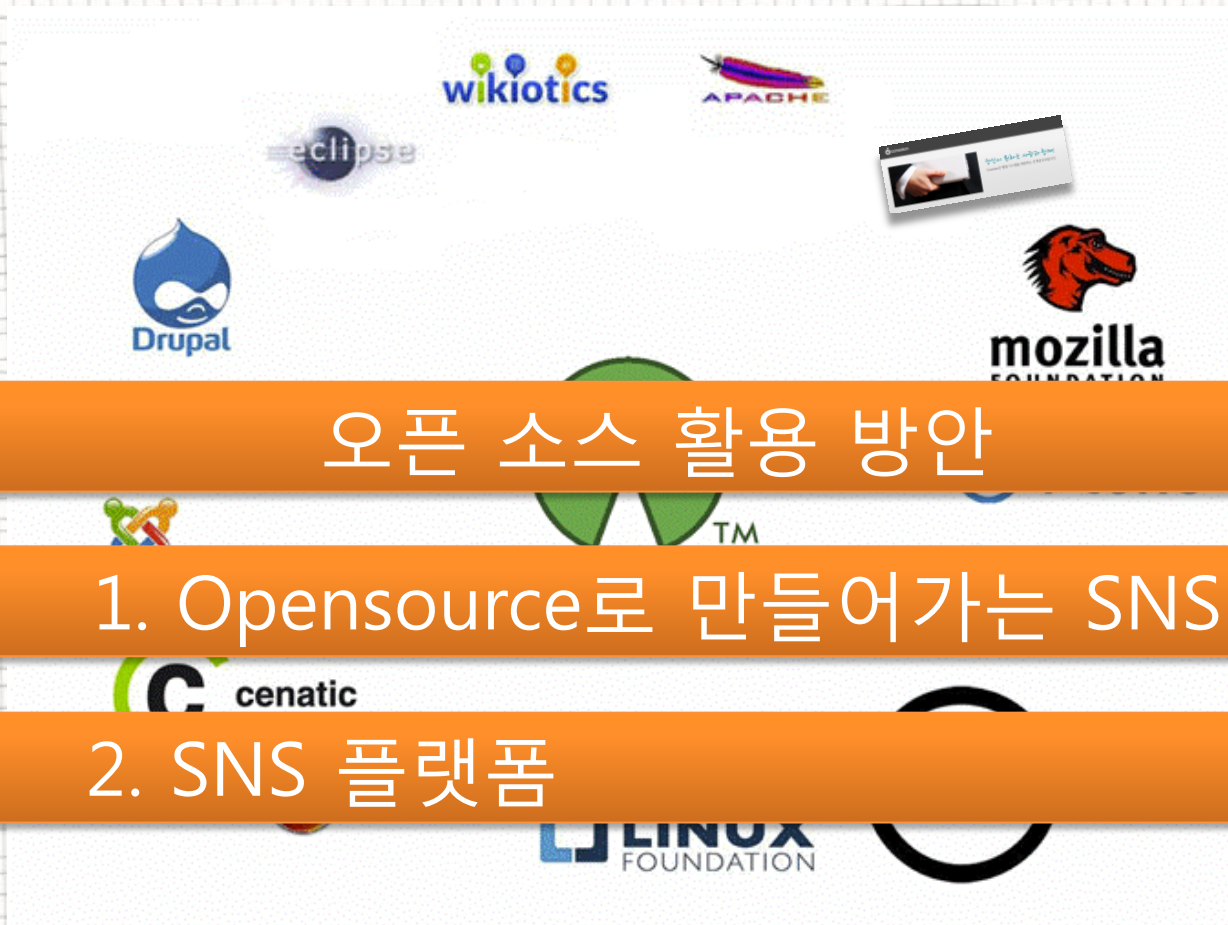 wikiotics
APACHE
eclipse
Drupal
mozilla
FOUNDATION
오픈 소스 활용 방안
TM
1. Opensource로 만들어가는 SNS
cenatic
2. SNS 플랫폼
LINUX
FOUNDATION